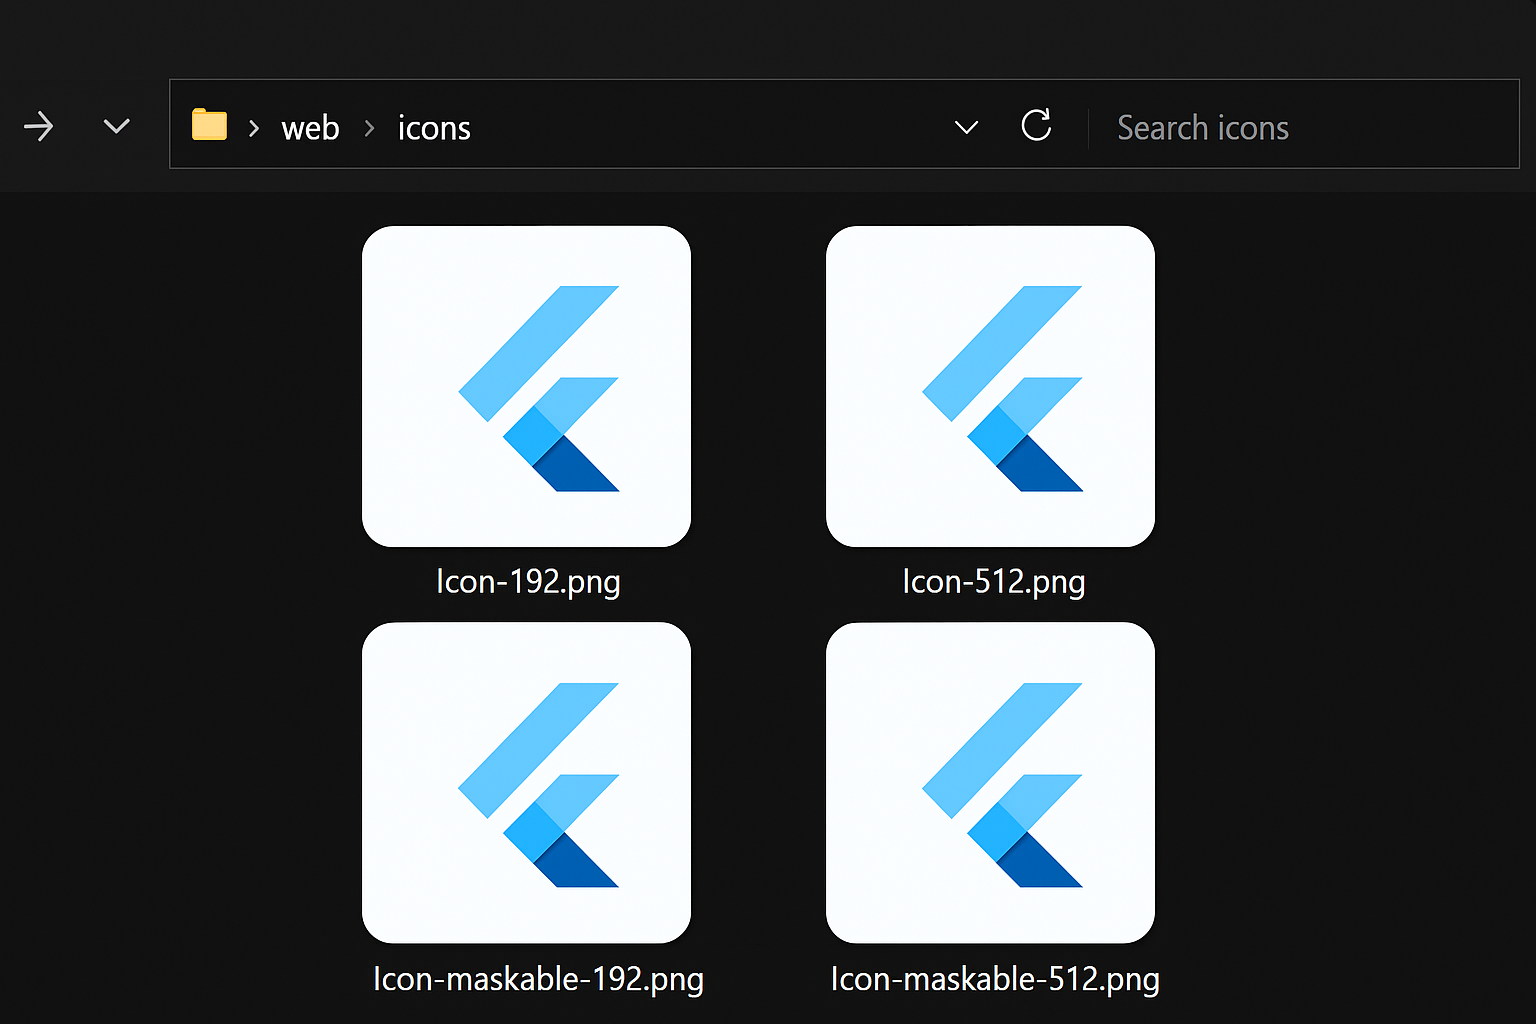 web > icons
Search icons
Icon-192.png
Icon-512.png
Icon-maskable-192.png
Icon-maskable-512.png